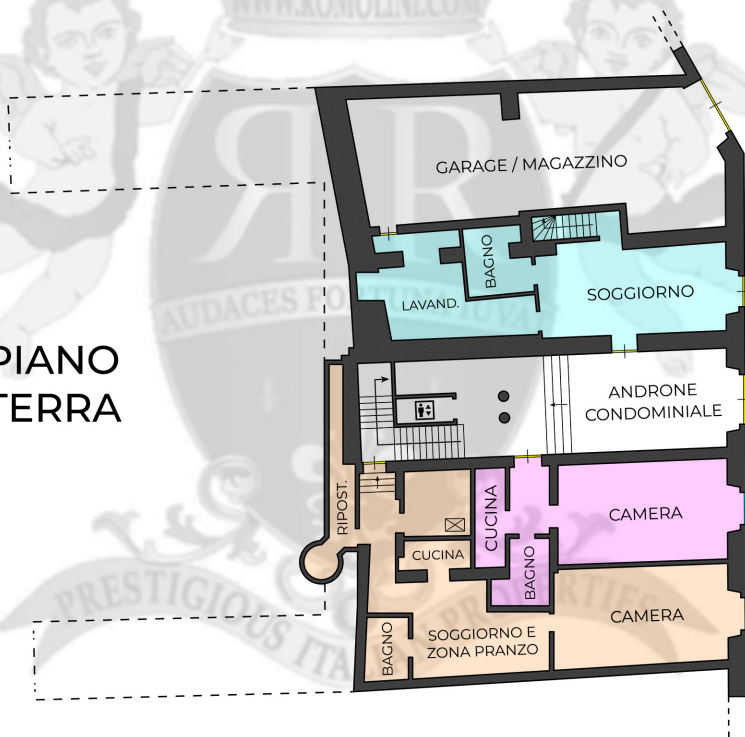 WWW.ROMOLINI.COM
GARAGE / MAGAZZINO
BAGNO
LAVAND.
SOGGIORNO
AUDACES FORTUNA IUVAT
PIANO
TERRA
ANDRONE
CONDOMINIALE
RIPOST.
CUCINA
CUCINA
CAMERA
BAGNO
CAMERA
BAGNO
SOGGIORNO E
ZONA PRANZO
PRESTIGIOUS ITALIAN PROPERTIES